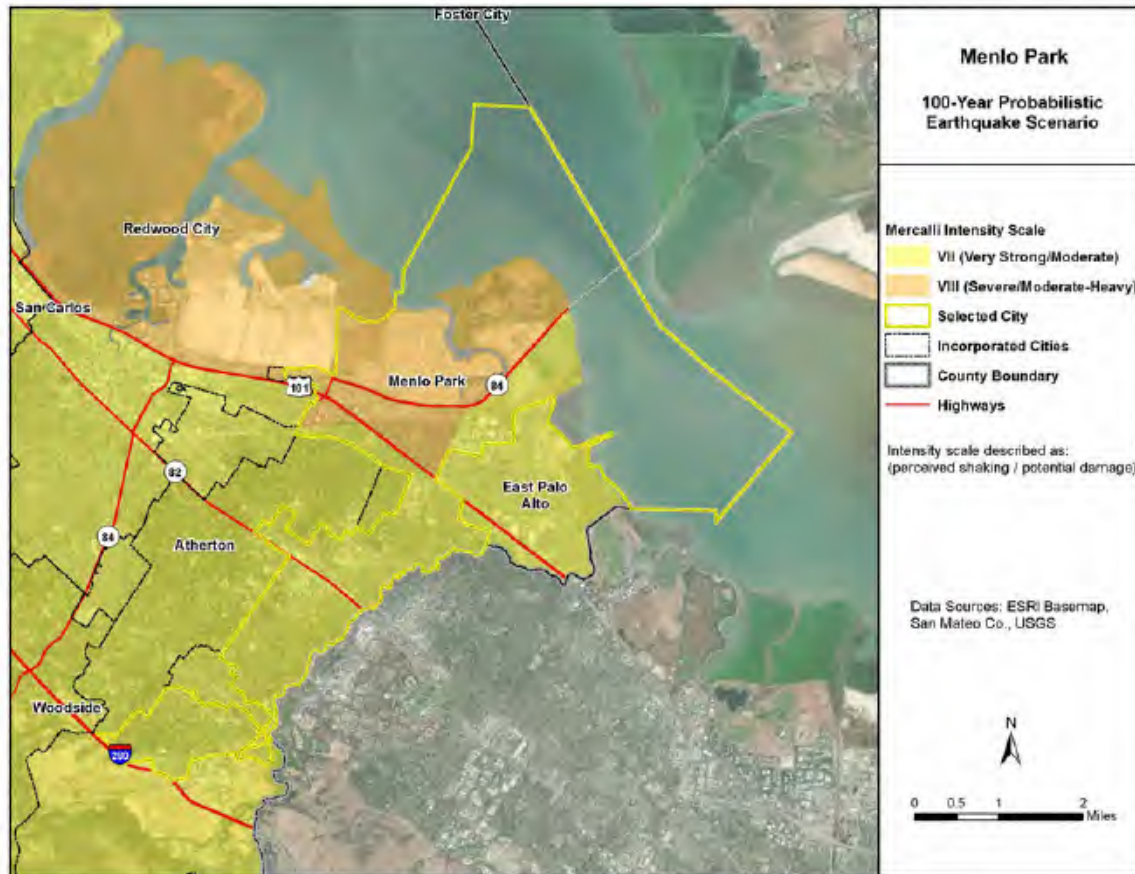 Foster City
Redwood City
San Carlos
101
Menlo Park
84
82
East Palo
Alto
84
Atherton
Woodside
280
Menlo Park
100-Year Probabilistic
Earthquake Scenario
Mercalli Intensity Scale
VII (Very Strong/Moderate)
VIII (Severe/Moderate-Heavy)
Selected City
Incorporated Cities
County Boundary
Highways
Intensity scale described as:
(perceived shaking / potential damage)
Data Sources: ESRI Basemap,
San Mateo Co., USGS
N
0 0.5 1 2
Miles